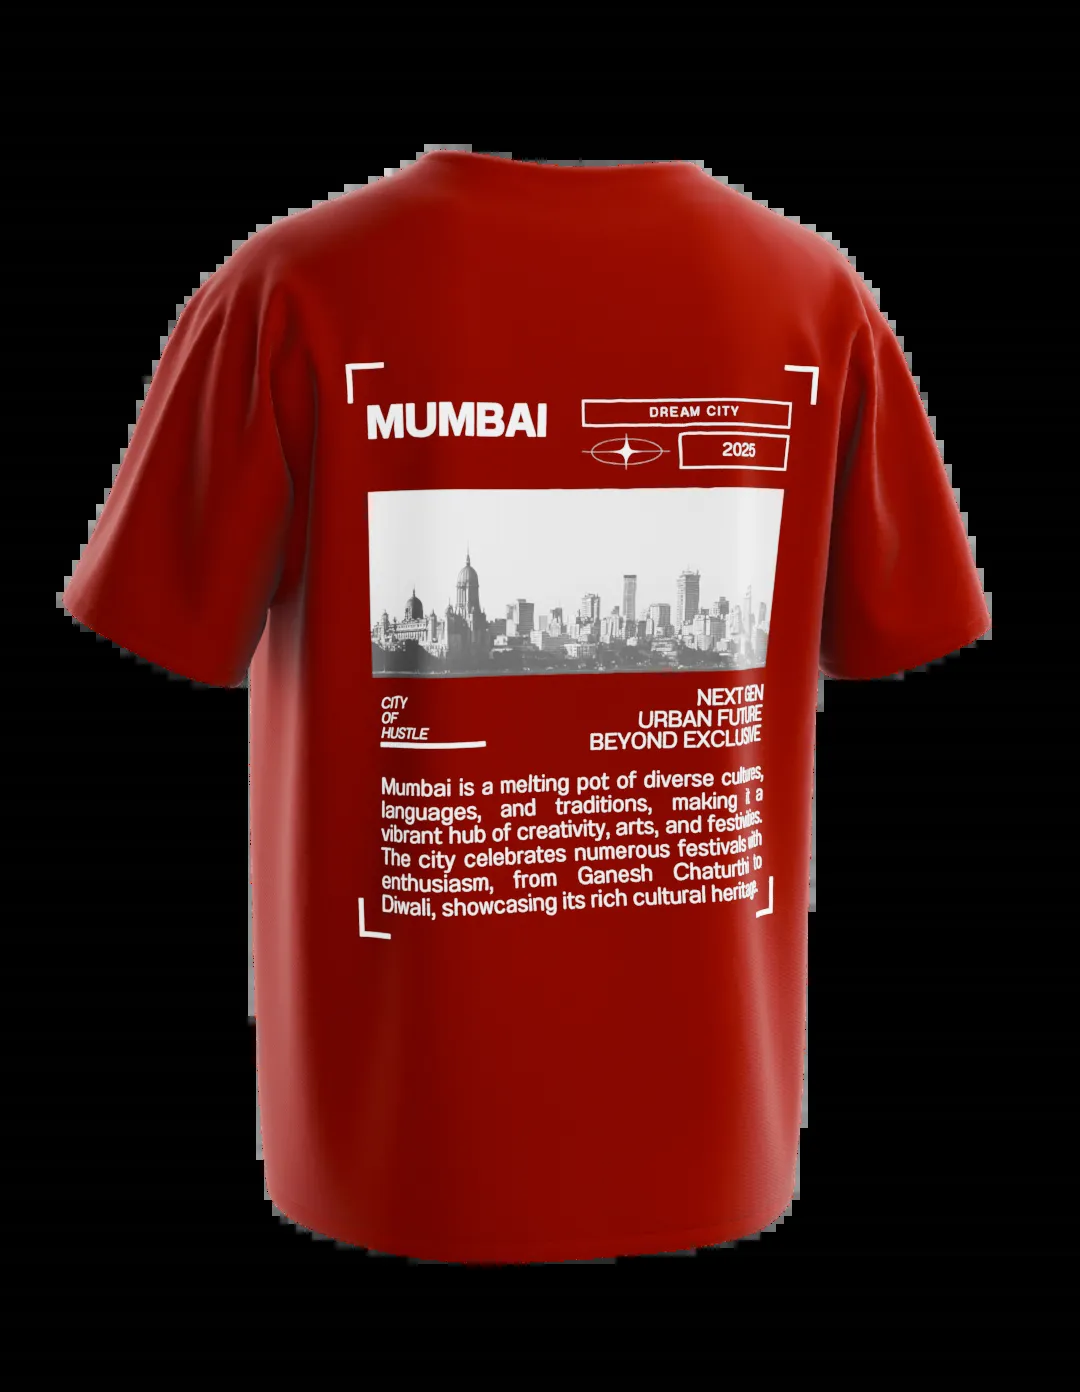 MUMBAI
DREAM CITY
2025
CITY
OF
HUSTLE
NEXT GEN
URBAN FUTURE
BEYOND EXCLUSIVE
Mumbai is a melting pot of diverse cultures,
languages, and traditions, making it a
vibrant hub of creativity, arts, and festivities.
The city celebrates numerous festivals with
enthusiasm, from Ganesh Chaturthi to
Diwali, showcasing its rich cultural heritage.